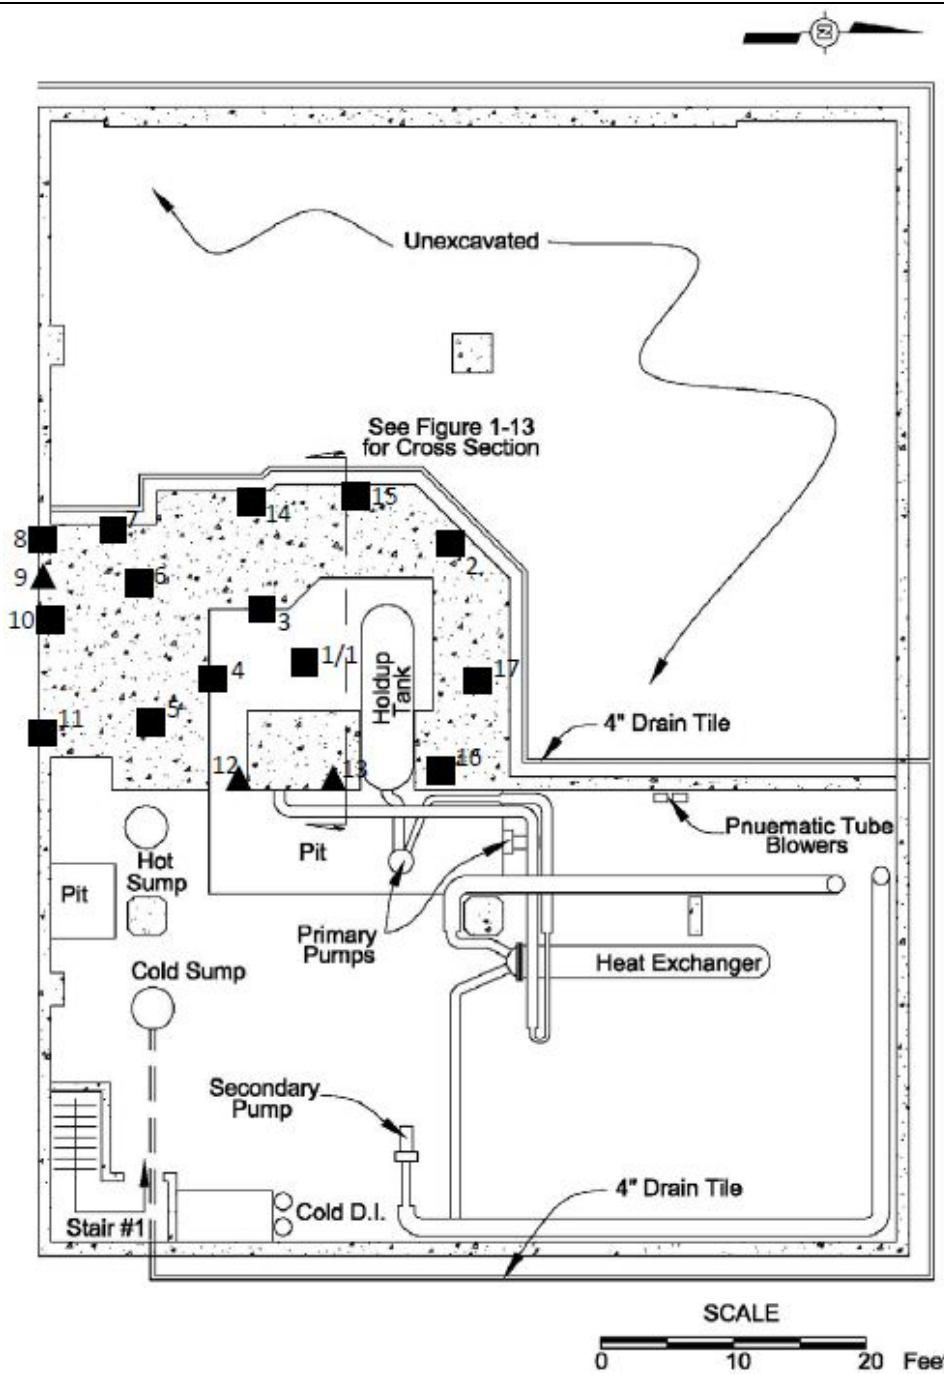 N
Unexcavated
See Figure 1-13
for Cross Section
15
14
7
8
2
9
6
10
3
1/1
4
17
Holdup
Tank
11
5
4" Drain Tile
12
13
16
Pnuematic Tube
Blowers
Pit
Hot
Sump
Pit
Primary
Pumps
Cold Sump
Heat Exchanger
Secondary
Pump
4" Drain Tile
Cold D.I.
Stair #1
SCALE
0 10 20 Feet